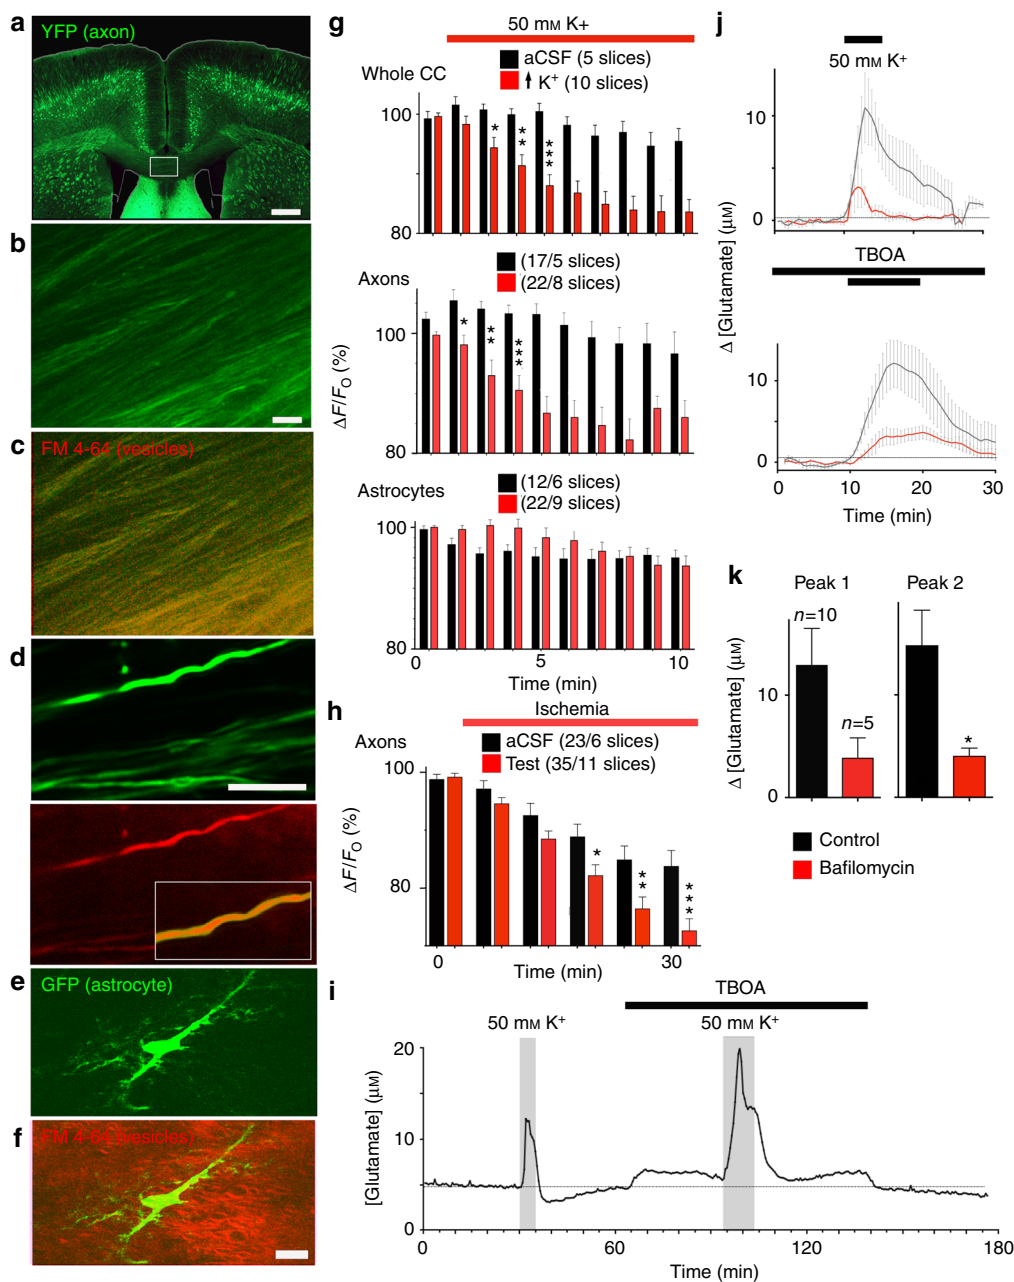 a
YFP (axon)
b
c
FM 4-64 (vesicles)
d
e
GFP (astrocyte)
f
FM 4-64 (vesicles)
g
50 mM K+
aCSF (5 slices)
Whole CC
K+ (10 slices)
100
*
**
***
80
(17/5 slices)
Axons
(22/8 slices)
100
*
**
***
ΔF/FO (%)
80
(12/6 slices)
Astrocytes
(22/9 slices)
100
80
0 5 10
Time (min)
h
Ischemia
Axons
aCSF (23/6 slices)
Test (35/11 slices)
100
ΔF/FO (%)
80
*
**
***
0 30
Time (min)
i
TBOA
50 mM K+ 50 mM K+
20
10
0
[Glutamate] (μM)
0 60 120 180
Time (min)
j
50 mM K+
10
0
TBOA
Δ [Glutamate] (μM)
10
0
0 10 20 30
Time (min)
k
Peak 1 Peak 2
n=10
n=5
*
10
0
Δ [Glutamate] (μM)
Control
Bafilomycin